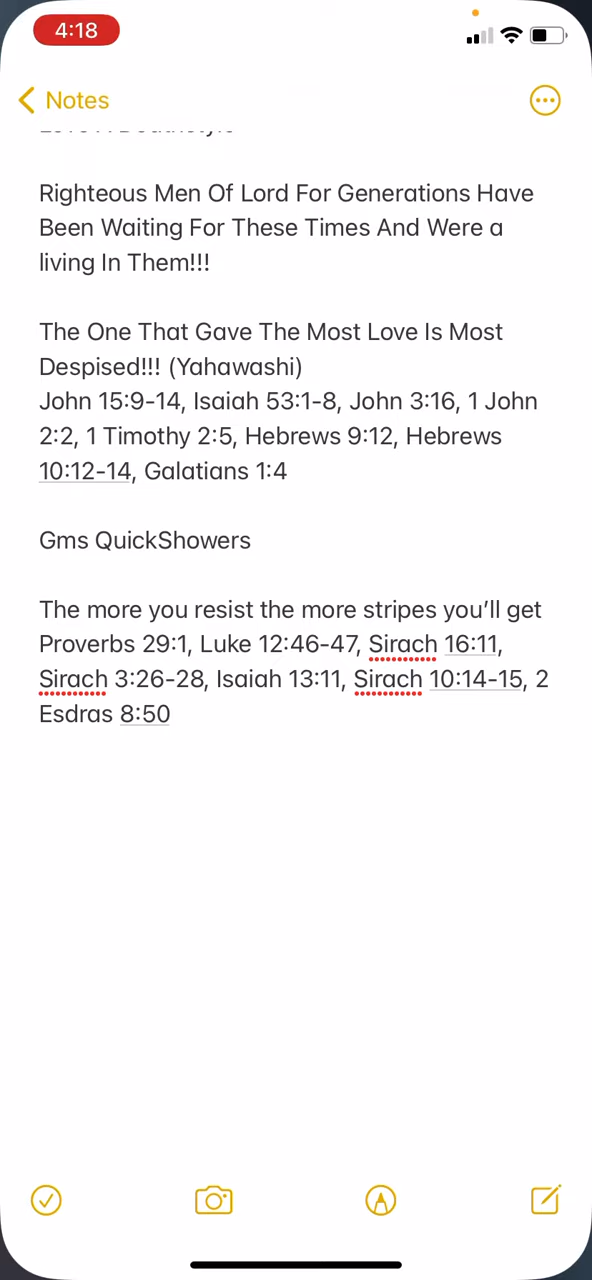 4:18
Notes
Righteous Men Of Lord For Generations Have
Been Waiting For These Times And Were a
living In Them!!!
The One That Gave The Most Love Is Most
Despised!!! (Yahawashi)
John 15:9-14, Isaiah 53:1-8, John 3:16, 1 John
2:2, 1 Timothy 2:5, Hebrews 9:12, Hebrews
10:12-14, Galatians 1:4
Gms QuickShowers
The more you resist the more stripes you’ll get
Proverbs 29:1, Luke 12:46-47, Sirach 16:11,
Sirach 3:26-28, Isaiah 13:11, Sirach 10:14-15, 2
Esdras 8:50